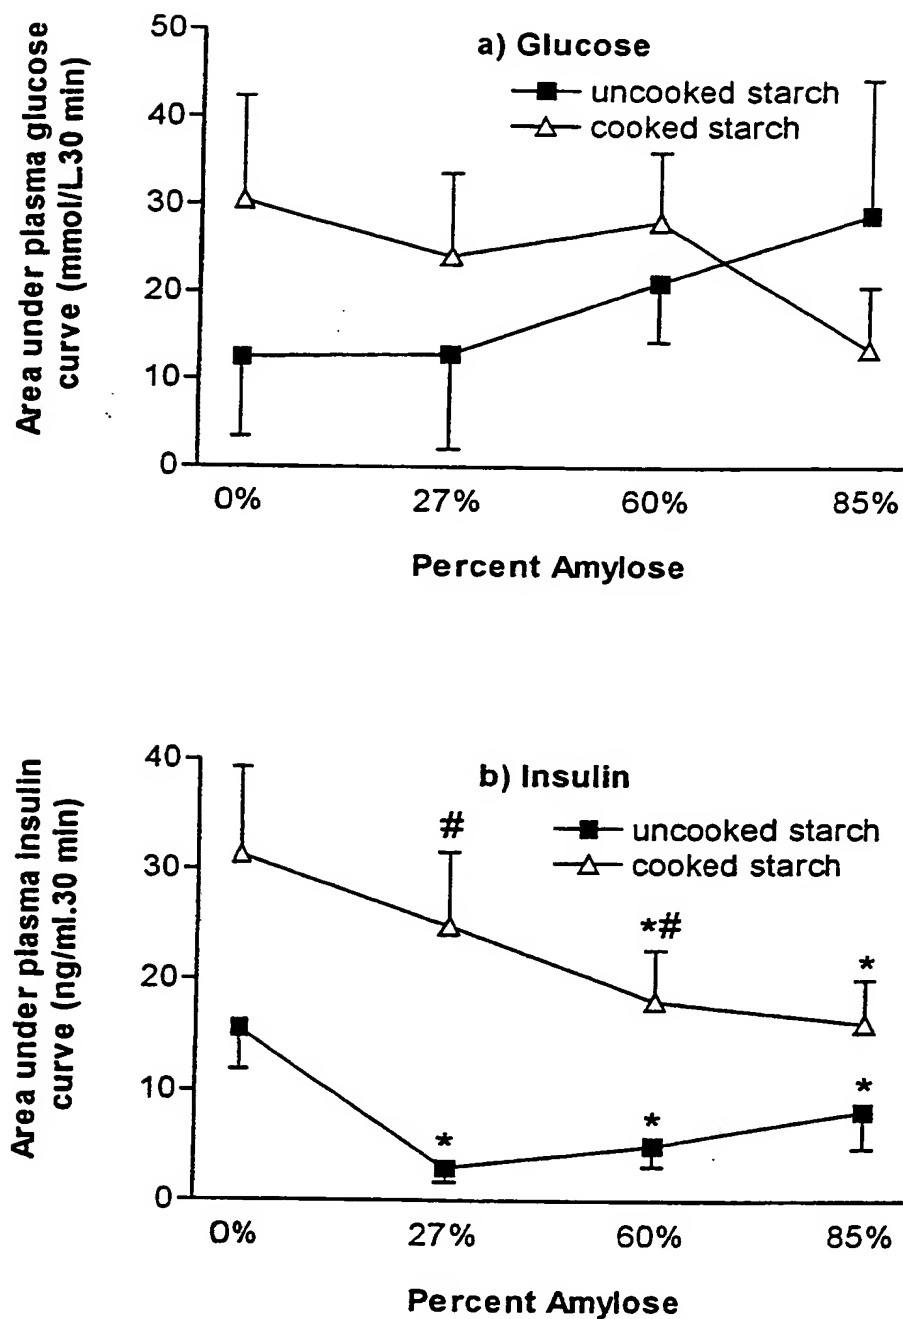 a) Glucose
uncooked starch
cooked starch
Area under plasma glucose
curve (mmol/L.30 min)
50
40
30
20
10
0
0% 27% 60% 85%
Percent Amylose
b) Insulin
uncooked starch
cooked starch
Area under plasma insulin
curve (ng/ml.30 min)
40
30
20
10
0
#
*#
*
*
*
*
0% 27% 60% 85%
Percent Amylose